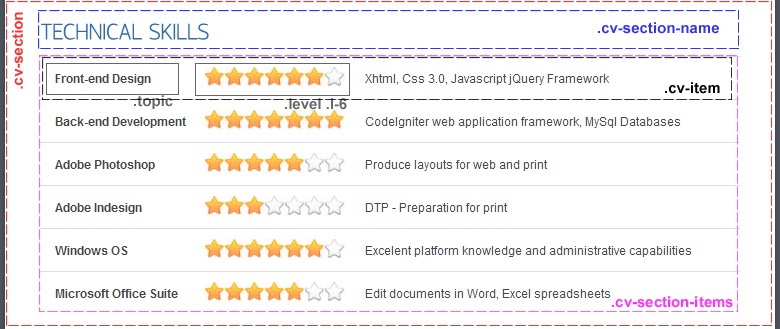 .cv-section
TECHNICAL SKILLS
.cv-section-name
Front-end Design
Xhtml, Css 3.0, Javascript jQuery Framework
.cv-item
.topic
.level .l-6
Back-end Development
CodeIgniter web application framework, MySql Databases
Adobe Photoshop
Produce layouts for web and print
Adobe Indesign
DTP - Preparation for print
Windows OS
Excelent platform knowledge and administrative capabilities
Microsoft Office Suite
Edit documents in Word, Excel spreadsheets
.cv-section-items